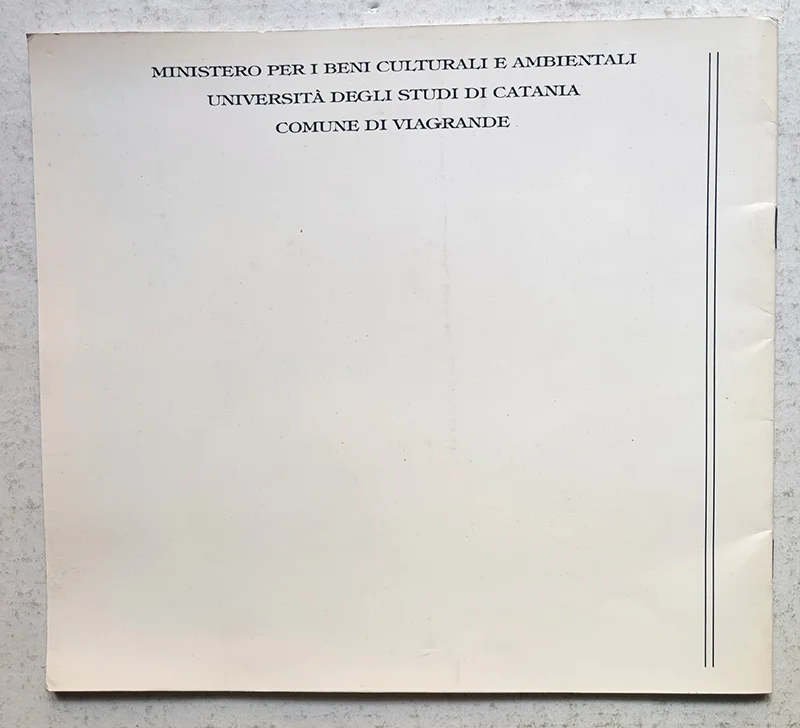 MINISTERO PER I BENI CULTURALI E AMBIENTALI
UNIVERSITÀ DEGLI STUDI DI CATANIA
COMUNE DI VIAGRANDE